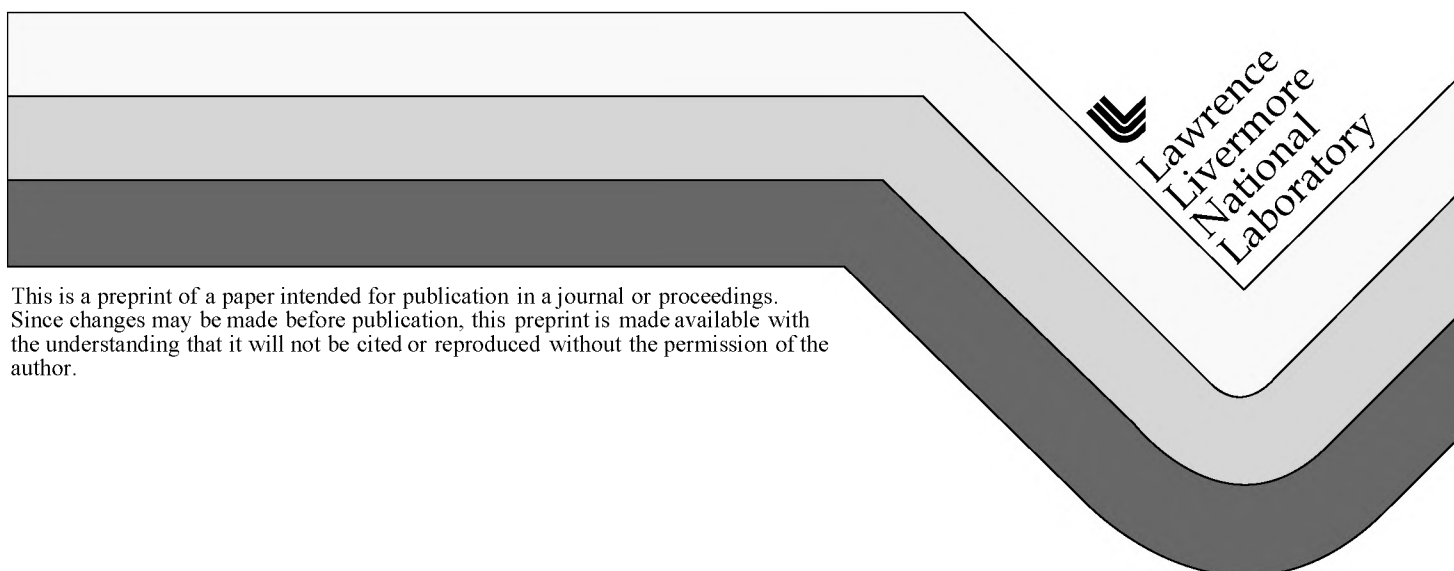 Lawrence
Livermore
National
Laboratory
This is a preprint of a paper intended for publication in a journal or proceedings.
Since changes may be made before publication, this preprint is made available with
the understanding that it will not be cited or reproduced without the permission of the
author.